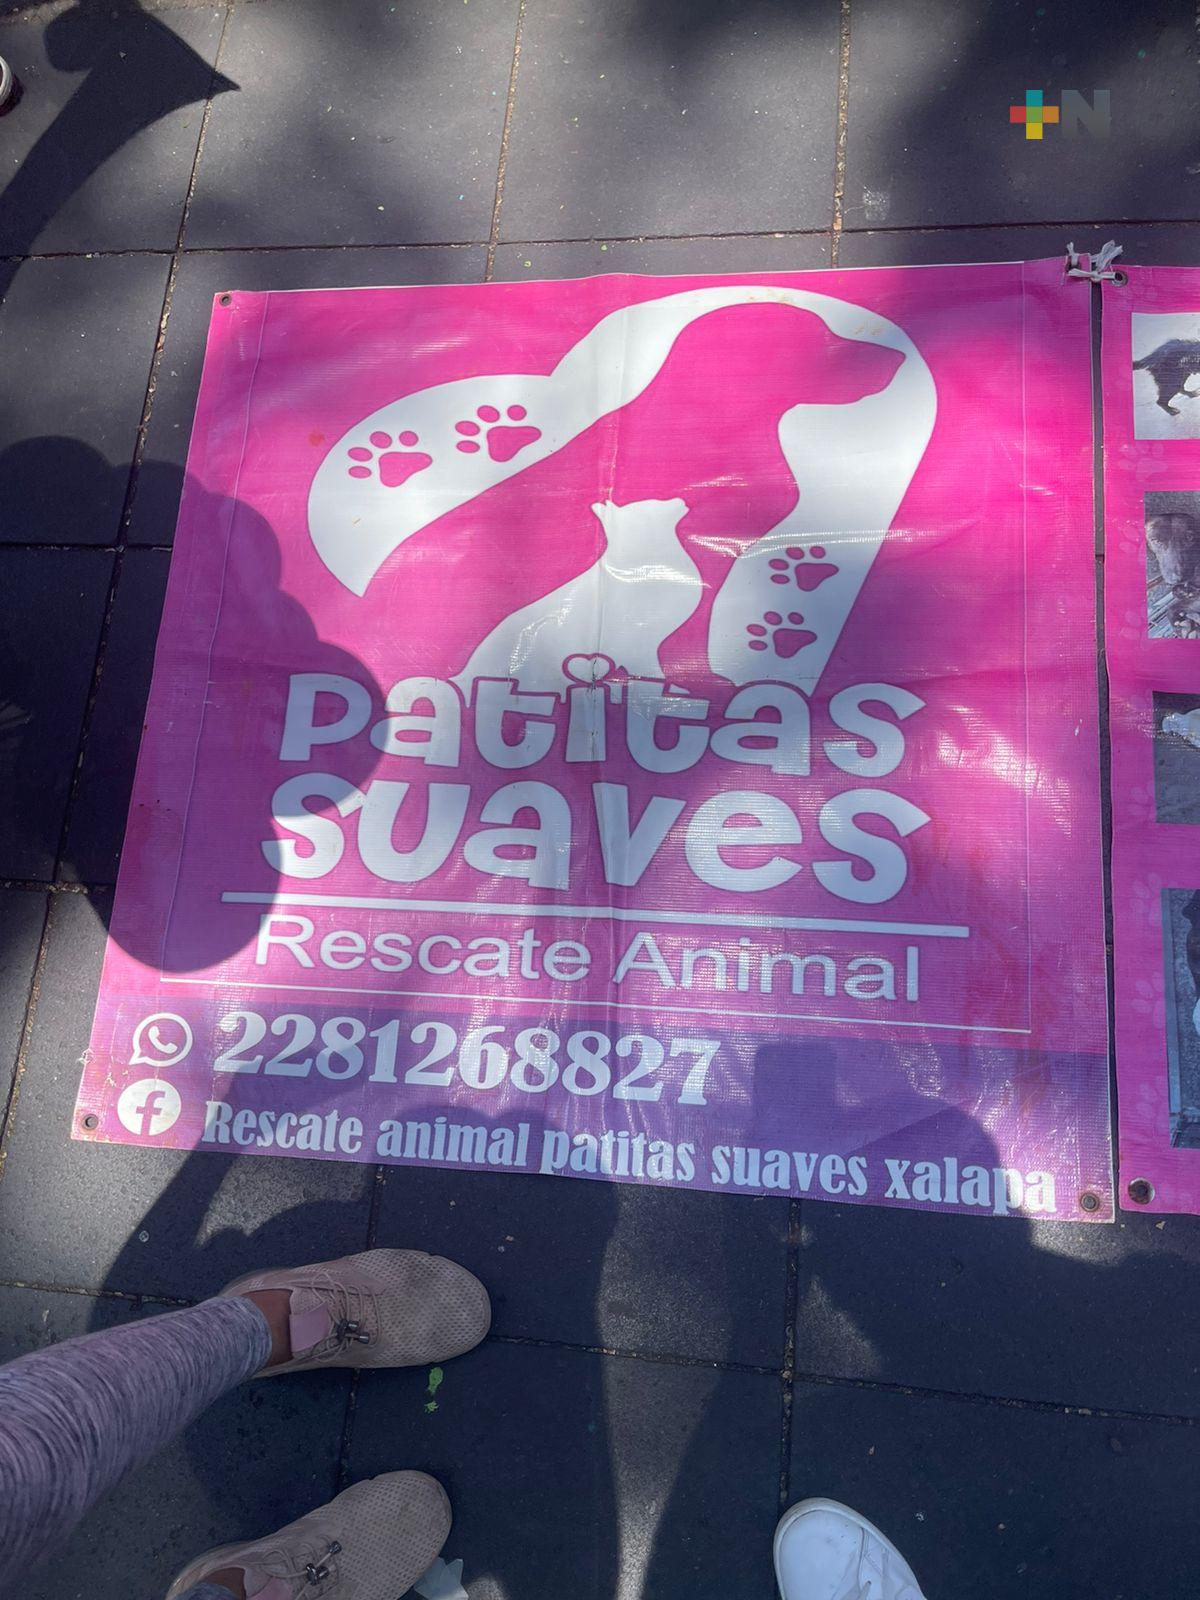 +N
Patitas
suaves
Rescate Animal
2281268827
Rescate animal patitas suaves xalapa